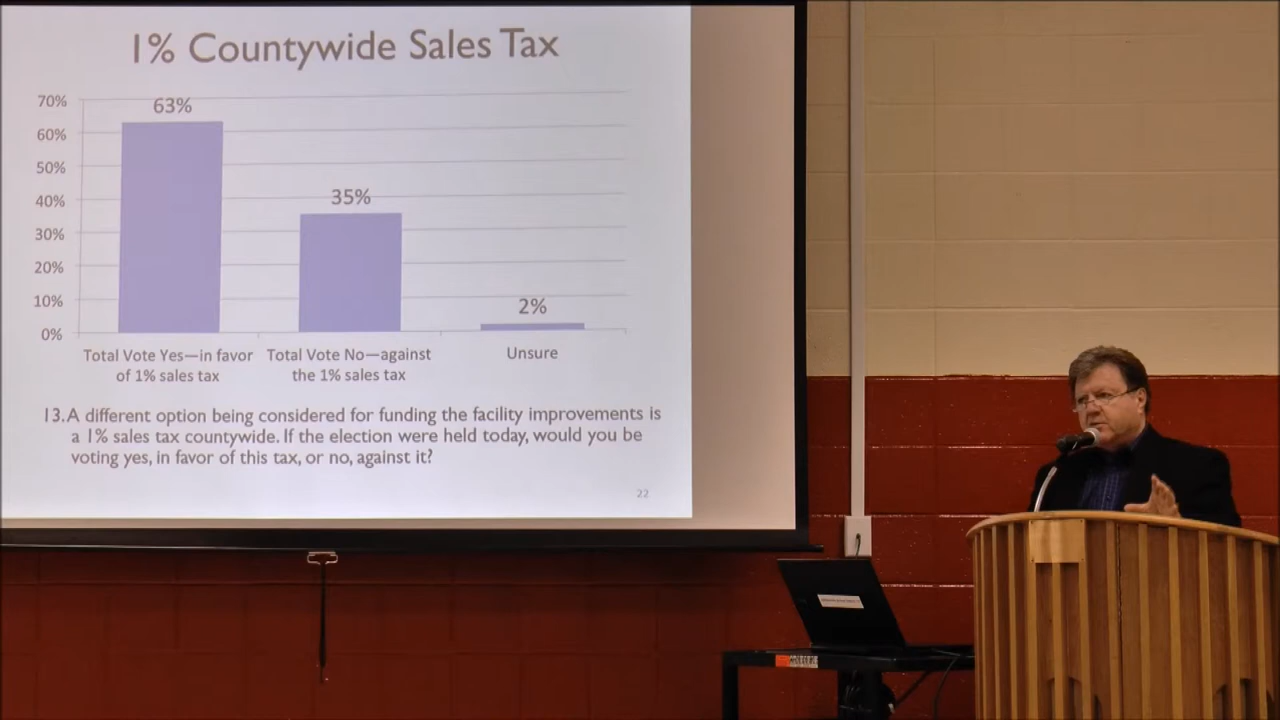 1% Countywide Sales Tax
70%
60%
50%
40%
30%
20%
10%
0%
63%
35%
2%
Total Vote Yes—in favor
of 1% sales tax
Total Vote No—against
the 1% sales tax
Unsure
13. A different option being considered for funding the facility improvements is
a 1% sales tax countywide. If the election were held today, would you be
voting yes, in favor of this tax, or no, against it?
22